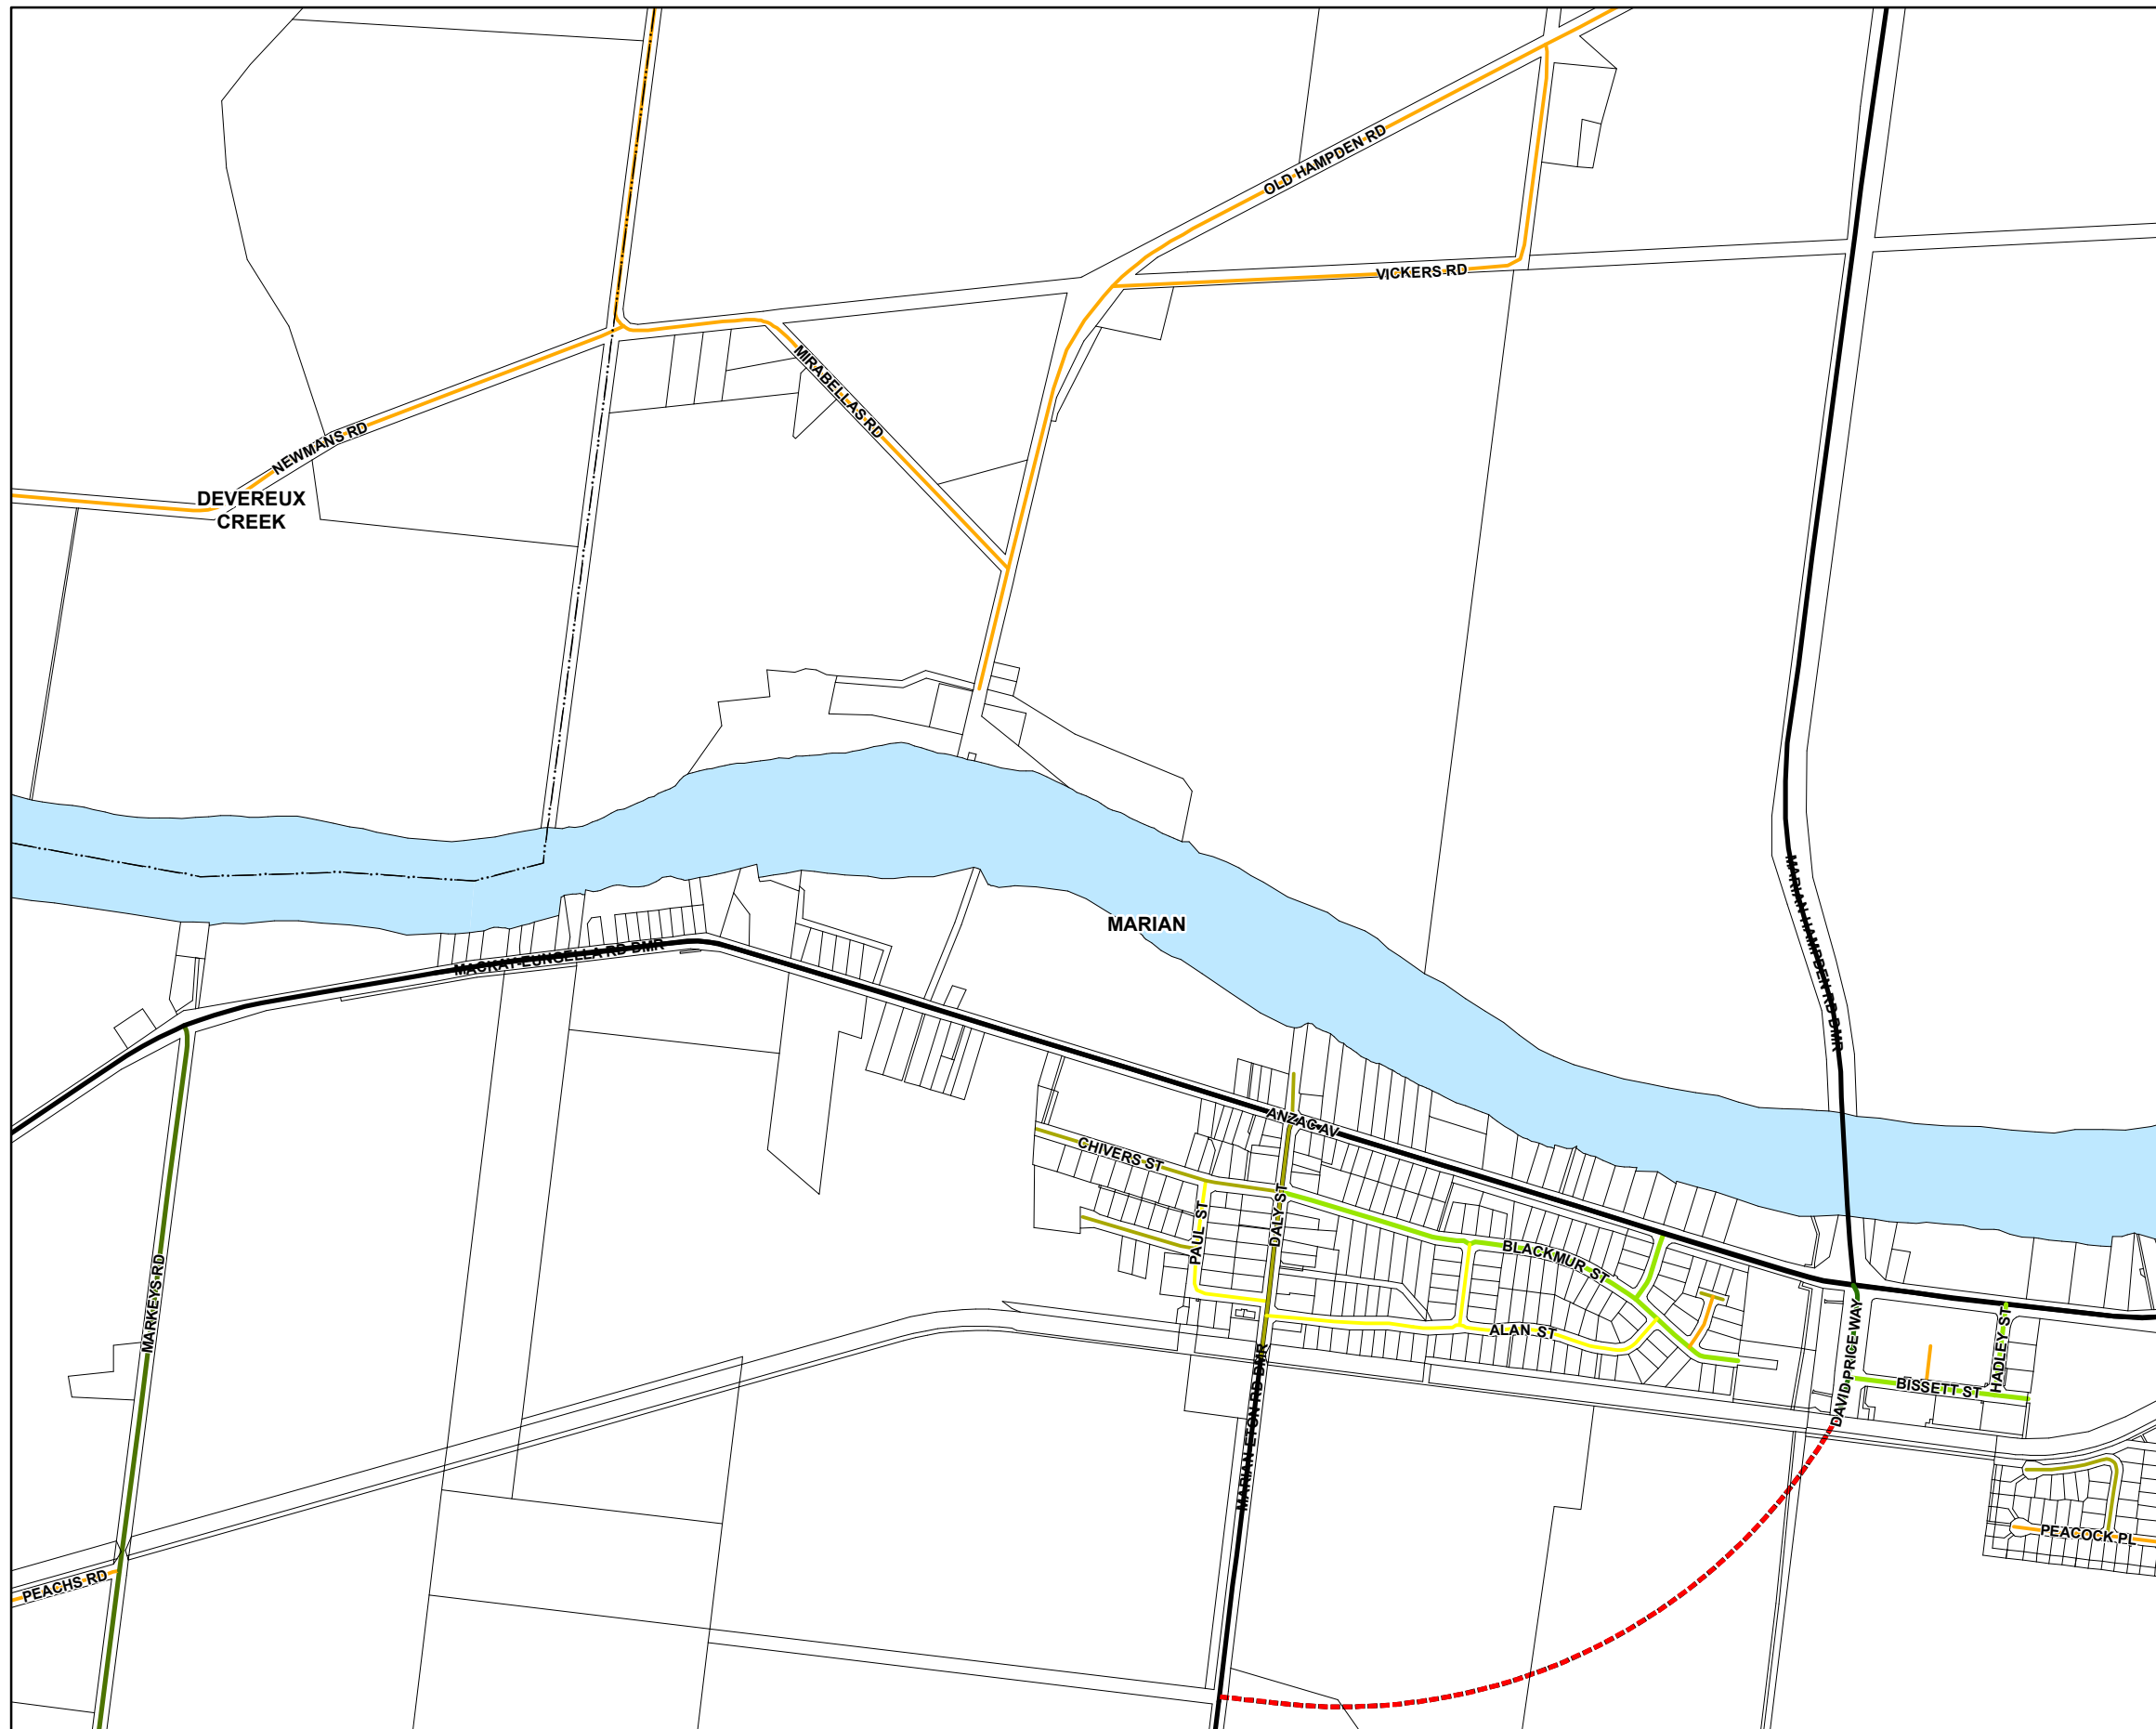 OLD HAMPDEN RD
VICKERS RD
MIRABELLAS RD
NEWMANS RD
DEVEREUX
CREEK
MARIAN
MARIAN HAMPDEN RD DMR
MACKAY-EUNGELLA RD DMR
ANZAC AV
CHIVERS ST
PAUL ST
DALY ST
BLACKMUR ST
ALAN ST
MARKEYS RD
DAVID PRICE WAY
HADLEY ST
BISSETT ST
MARIAN ETON RD DMR
PEACOCK PL
PEACHS RD